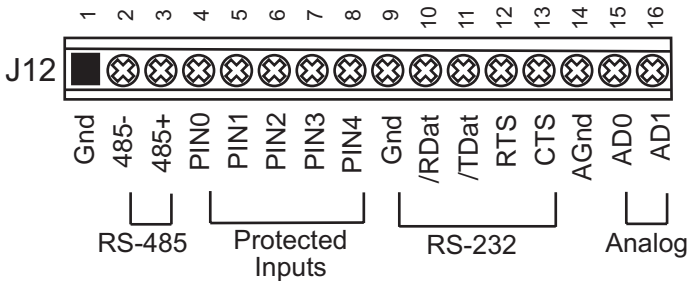 1 2 3 4 5 6 7 8 9 10 11 12 13 14 15 16
J12
Gnd 485- 485+ PIN0 PIN1 PIN2 PIN3 PIN4 Gnd /RDat /TDat RTS CTS AGnd AD0 AD1
RS-485 Protected Inputs RS-232 Analog